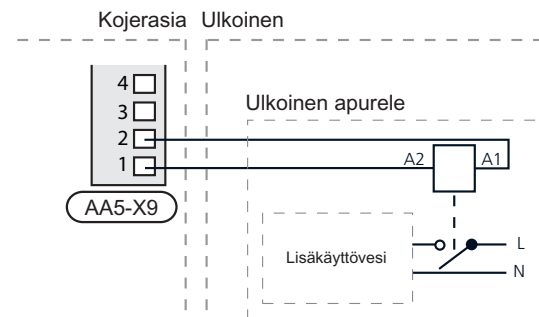 Kojerasia Ulkoinen
4
3
2
1
AA5-X9
Ulkoinen apurele
A2 A1
Lisäkäyttövesi
L
N